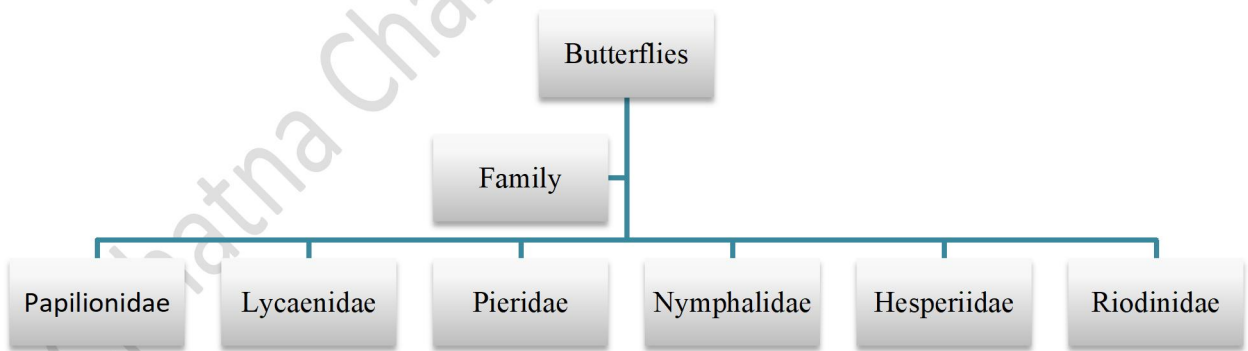 Butterflies
Family
Papilionidae
Lycaenidae
Pieridae
Nymphalidae
Hesperiidae
Riodinidae